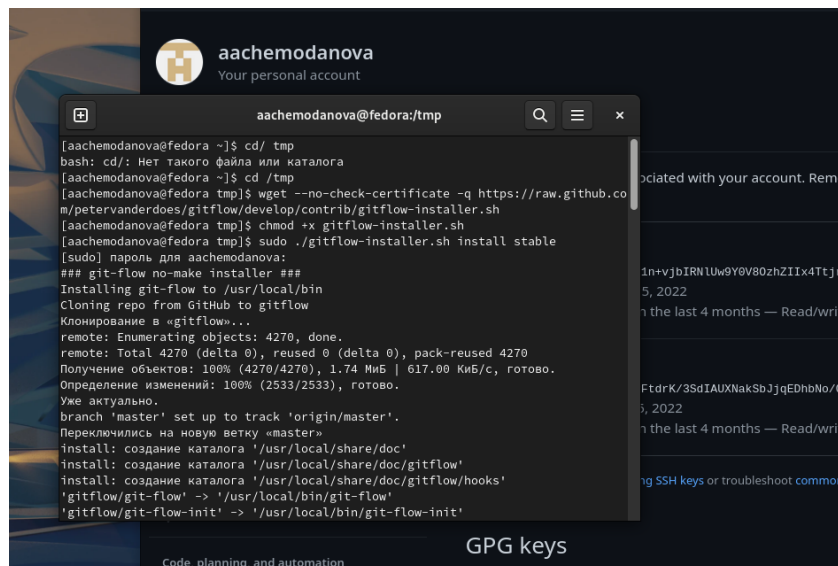 aachemodanova
Your personal account
aachemodanova@fedora:/tmp
[aachemodanova@fedora ~]$ cd/ tmp
bash: cd/: Нет такого файла или каталога
[aachemodanova@fedora ~]$ cd /tmp
[aachemodanova@fedora tmp]$ wget --no-check-certificate -q https://raw.github.co
m/petervanderdoes/gitflow/develop/contrib/gitflow-installer.sh
[aachemodanova@fedora tmp]$ chmod +x gitflow-installer.sh
[aachemodanova@fedora tmp]$ sudo ./gitflow-installer.sh install stable
[sudo] пароль для aachemodanova:
### git-flow no-make installer ###
Installing git-flow to /usr/local/bin
Cloning repo from GitHub to gitflow
Клонирование в «gitflow»...
remote: Enumerating objects: 4270, done.
remote: Total 4270 (delta 0), reused 0 (delta 0), pack-reused 4270
Получение объектов: 100% (4270/4270), 1.74 МиБ | 617.00 КиБ/с, готово.
Определение изменений: 100% (2533/2533), готово.
Уже актуально.
branch 'master' set up to track 'origin/master'.
Переключились на новую ветку «master»
install: создание каталога '/usr/local/share/doc'
install: создание каталога '/usr/local/share/doc/gitflow'
install: создание каталога '/usr/local/share/doc/gitflow/hooks'
'gitflow/git-flow' -> '/usr/local/bin/git-flow'
'gitflow/git-flow-init' -> '/usr/local/bin/git-flow-init'
ociated with your account. Rem
5, 2022
the last 4 months — Read/wri
, 2022
the last 4 months — Read/wri
SSH keys or troubleshoot commo
GPG keys
Code, planning, and automation